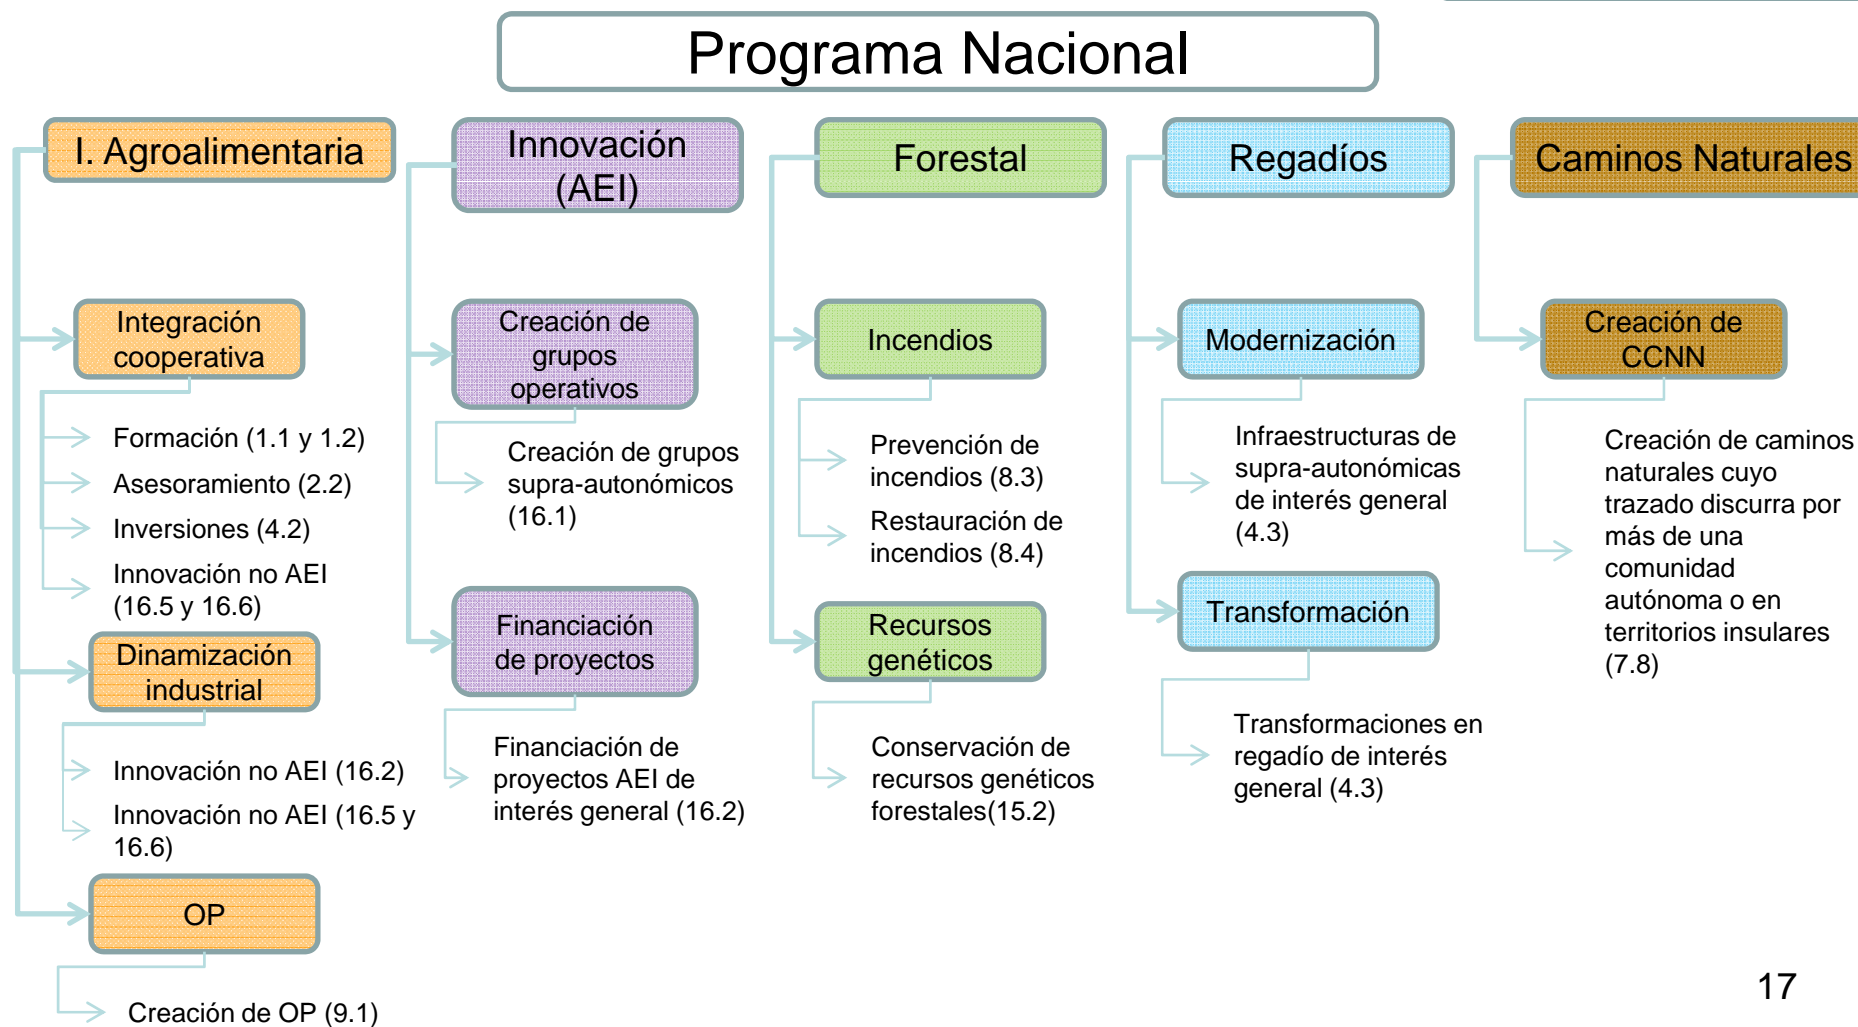 Programa Nacional
I. Agroalimentaria
Integración
cooperativa
Formación (1.1 y 1.2)
Asesoramiento (2.2)
Inversiones (4.2)
Innovación no AEI
(16.5 y 16.6)
Dinamización
industrial
Innovación no AEI (16.2)
Innovación no AEI (16.5 y
16.6)
OP
Creación de OP (9.1)
Innovación
(AEI)
Creación de
grupos
operativos
Creación de grupos
supra-autonómicos
(16.1)
Financiación
de proyectos
Financiación de
proyectos AEI de
interés general (16.2)
Forestal
Incendios
Prevención de
incendios (8.3)
Restauración de
incendios (8.4)
Recursos
genéticos
Conservación de
recursos genéticos
forestales(15.2)
Regadíos
Modernización
Infraestructuras de
supra-autonómicas
de interés general
(4.3)
Transformación
Transformaciones en
regadío de interés
general (4.3)
Caminos Naturales
Creación de
CCNN
Creación de caminos
naturales cuyo
trazado discurra por
más de una
comunidad
autónoma o en
territorios insulares
(7.8)
17